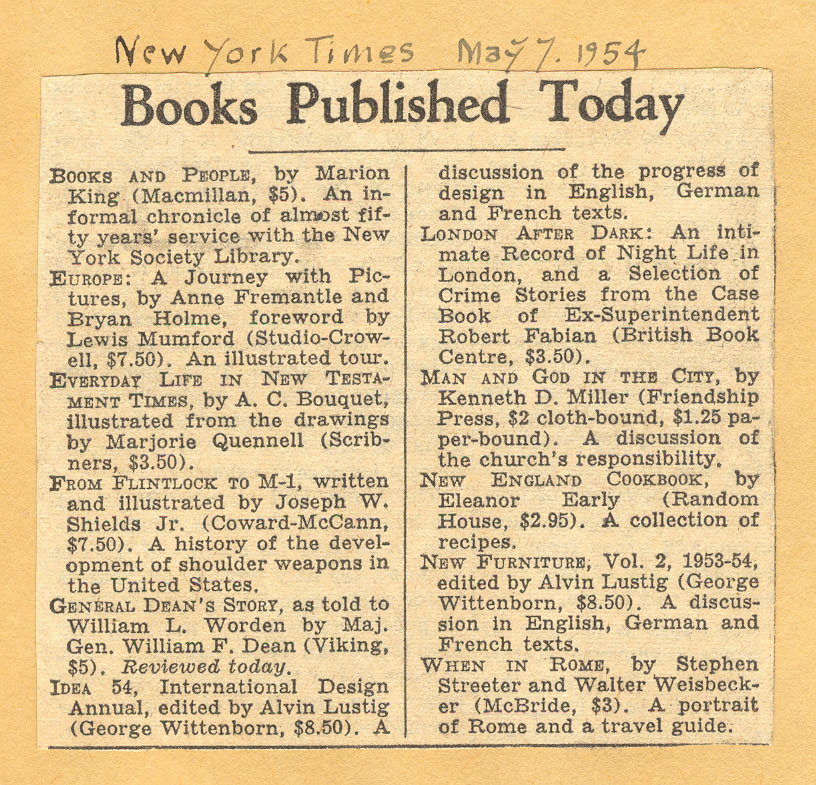 New York Times May 7. 1954
Books Published Today
BOOKS AND PEOPLE, by Marion
King (Macmillan, $5). An in-
formal chronicle of almost fif-
ty years' service with the New
York Society Library.
EUROPE: A Journey with Pic-
tures, by Anne Fremantle and
Bryan Holme, foreword by
Lewis Mumford (Studio-Crow-
ell, $7.50). An illustrated tour.
EVERYDAY LIFE IN NEW TESTA-
MENT TIMES, by A. C. Bouquet,
illustrated from the drawings
by Marjorie Quennell (Scrib-
ners, $3.50).
FROM FLINTLOCK TO M-1, written
and illustrated by Joseph W.
Shields Jr. (Coward-McCann,
$7.50). A history of the devel-
opment of shoulder weapons in
the United States.
GENERAL DEAN'S STORY, as told to
William L. Worden by Maj.
Gen. William F. Dean (Viking,
$5). Reviewed today.
IDEA 54, International Design
Annual, edited by Alvin Lustig
(George Wittenborn, $8.50). A
discussion of the progress of
design in English, German
and French texts.
LONDON AFTER DARK: An inti-
mate Record of Night Life in
London, and a Selection of
Crime Stories from the Case
Book of Ex-Superintendent
Robert Fabian (British Book
Centre, $3.50).
MAN AND GOD IN THE CITY, by
Kenneth D. Miller (Friendship
Press, $2 cloth-bound, $1.25 pa-
per-bound). A discussion of
the church's responsibility.
NEW ENGLAND COOKBOOK, by
Eleanor Early (Random
House, $2.95). A collection of
recipes.
NEW FURNITURE, Vol. 2, 1953-54,
edited by Alvin Lustig (George
Wittenborn, $8.50). A discus-
sion in English, German and
French texts.
WHEN IN ROME, by Stephen
Streeter and Walter Weisbeck-
er (McBride, $3). A portrait
of Rome and a travel guide.